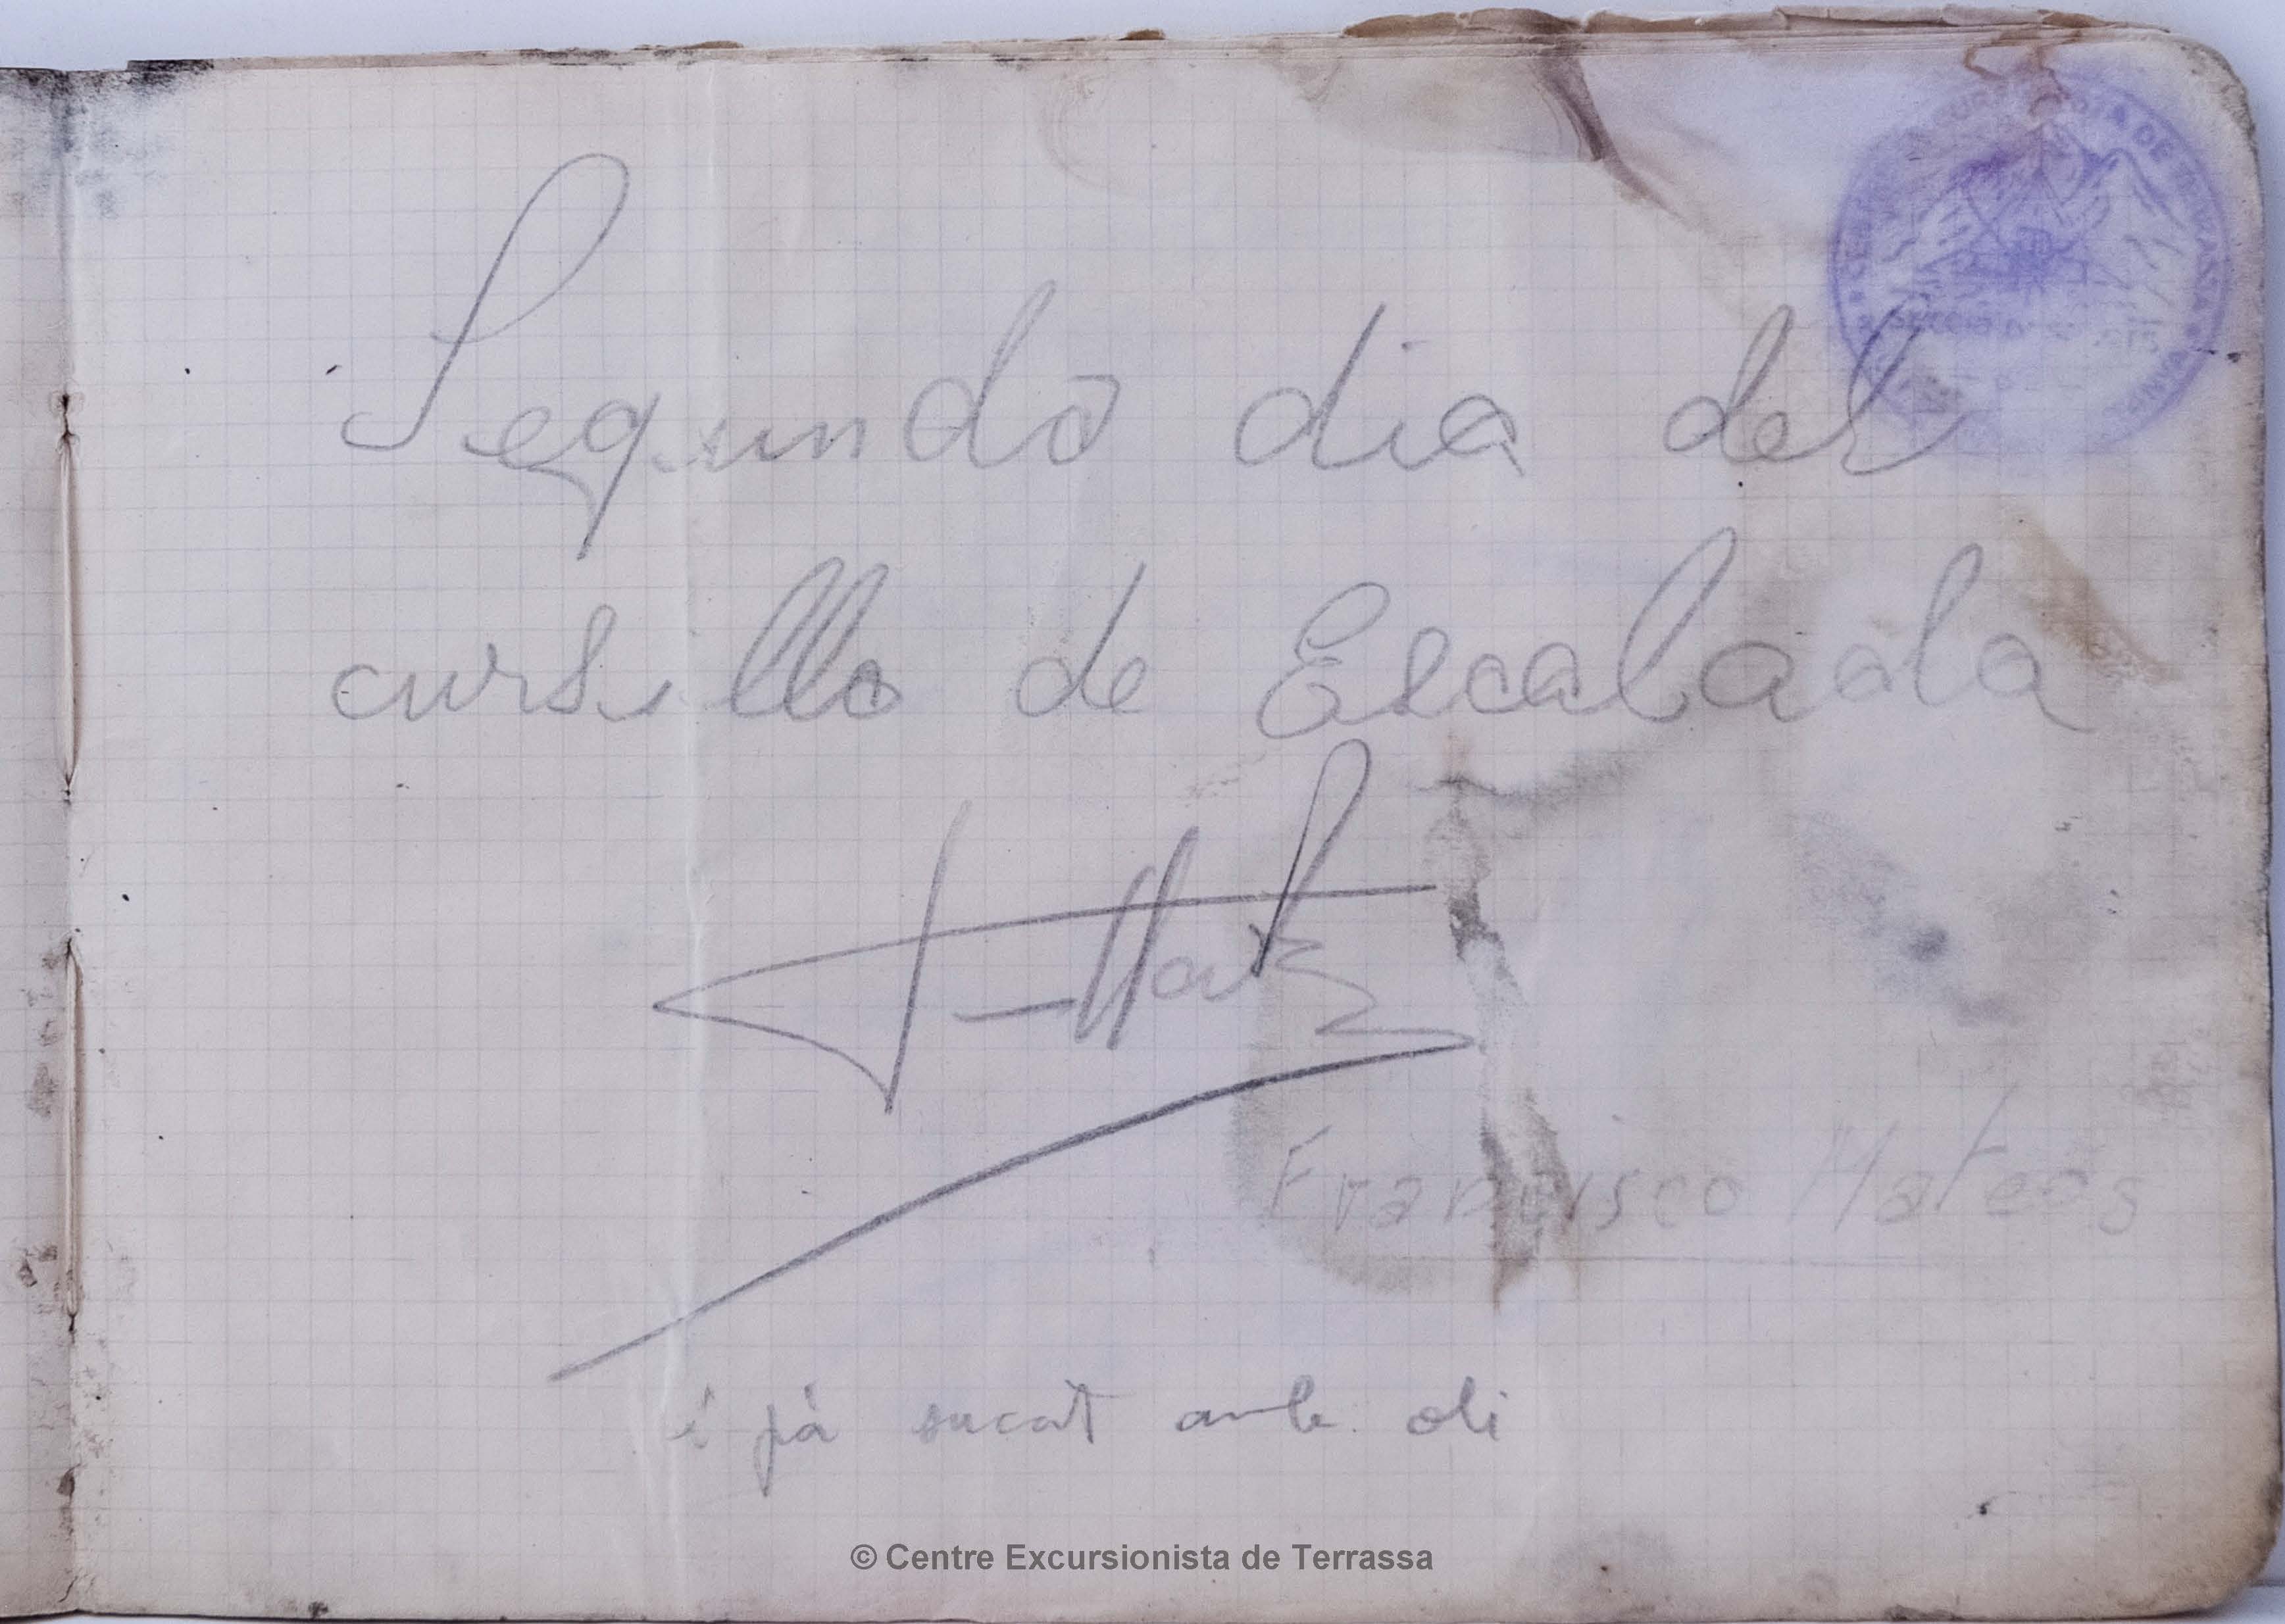 Segundo dia del
cursillo de Escalada
Francisco Mateos
i pà sucat amb oli
© Centre Excursionista de Terrassa